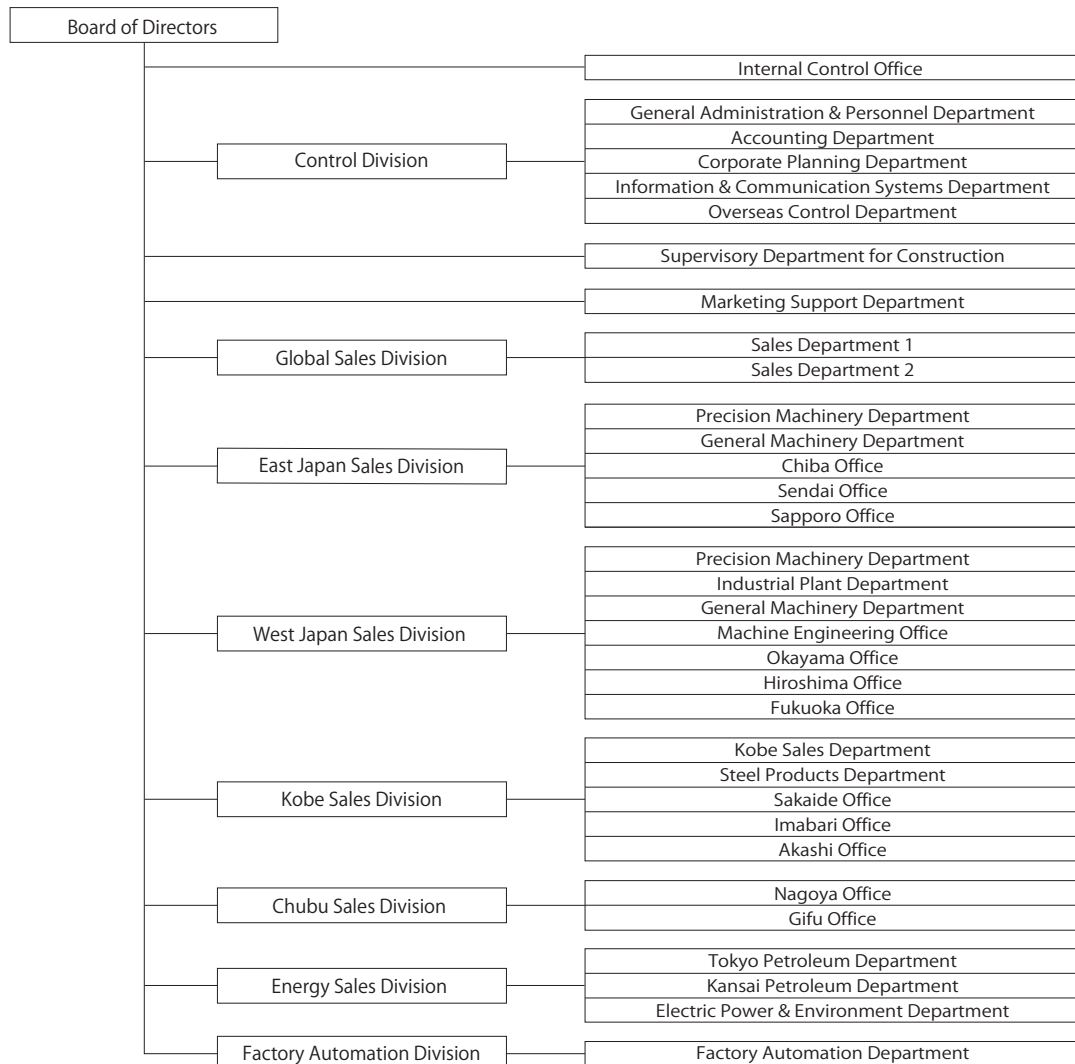 Board of Directors
Internal Control Office
Control Division
General Administration & Personnel Department
Accounting Department
Corporate Planning Department
Information & Communication Systems Department
Overseas Control Department
Supervisory Department for Construction
Marketing Support Department
Global Sales Division
Sales Department 1
Sales Department 2
East Japan Sales Division
Precision Machinery Department
General Machinery Department
Chiba Office
Sendai Office
Sapporo Office
West Japan Sales Division
Precision Machinery Department
Industrial Plant Department
General Machinery Department
Machine Engineering Office
Okayama Office
Hiroshima Office
Fukuoka Office
Kobe Sales Division
Kobe Sales Department
Steel Products Department
Sakaide Office
Imabari Office
Akashi Office
Chubu Sales Division
Nagoya Office
Gifu Office
Energy Sales Division
Tokyo Petroleum Department
Kansai Petroleum Department
Electric Power & Environment Department
Factory Automation Division
Factory Automation Department